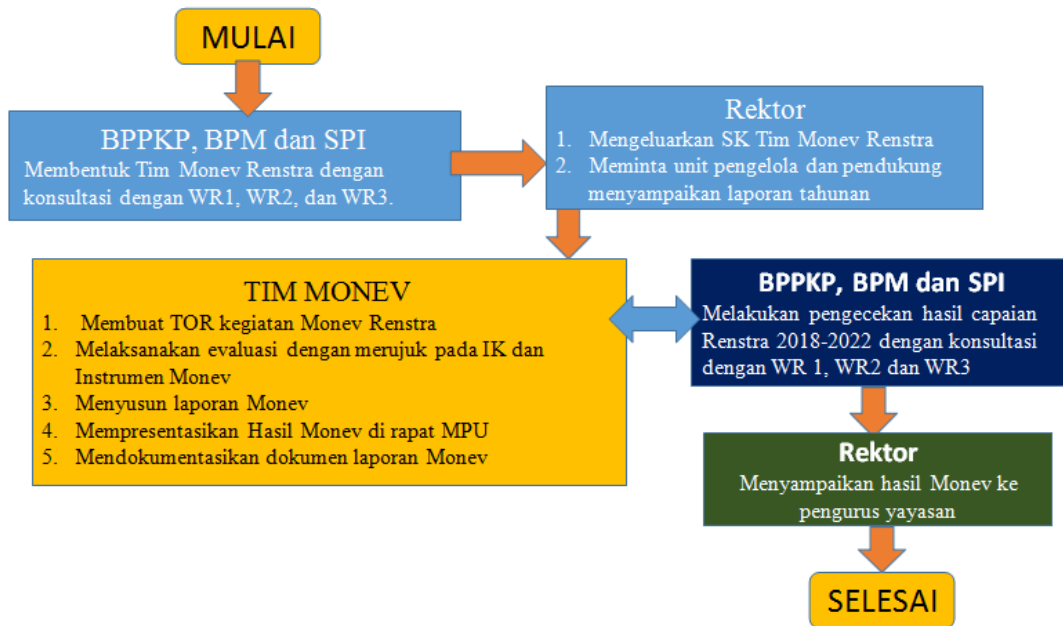 MULAI
BPPKP, BPM dan SPI
Membentuk Tim Monev Renstra dengan
konsultasi dengan WR1, WR2, dan WR3.
Rektor
1. Mengeluarkan SK Tim Monev Renstra
2. Meminta unit pengelola dan pendukung
menyampaikan laporan tahunan
TIM MONEV
1. Membuat TOR kegiatan Monev Renstra
2. Melaksanakan evaluasi dengan merujuk pada IK dan
Instrumen Monev
3. Menyusun laporan Monev
4. Mempresentasikan Hasil Monev di rapat MPU
5. Mendokumentasikan dokumen laporan Monev
BPPKP, BPM dan SPI
Melakukan pengecekan hasil capaian
Renstra 2018-2022 dengan konsultasi
dengan WR 1, WR2 dan WR3
Rektor
Menyampaikan hasil Monev ke
pengurus yayasan
SELESAI